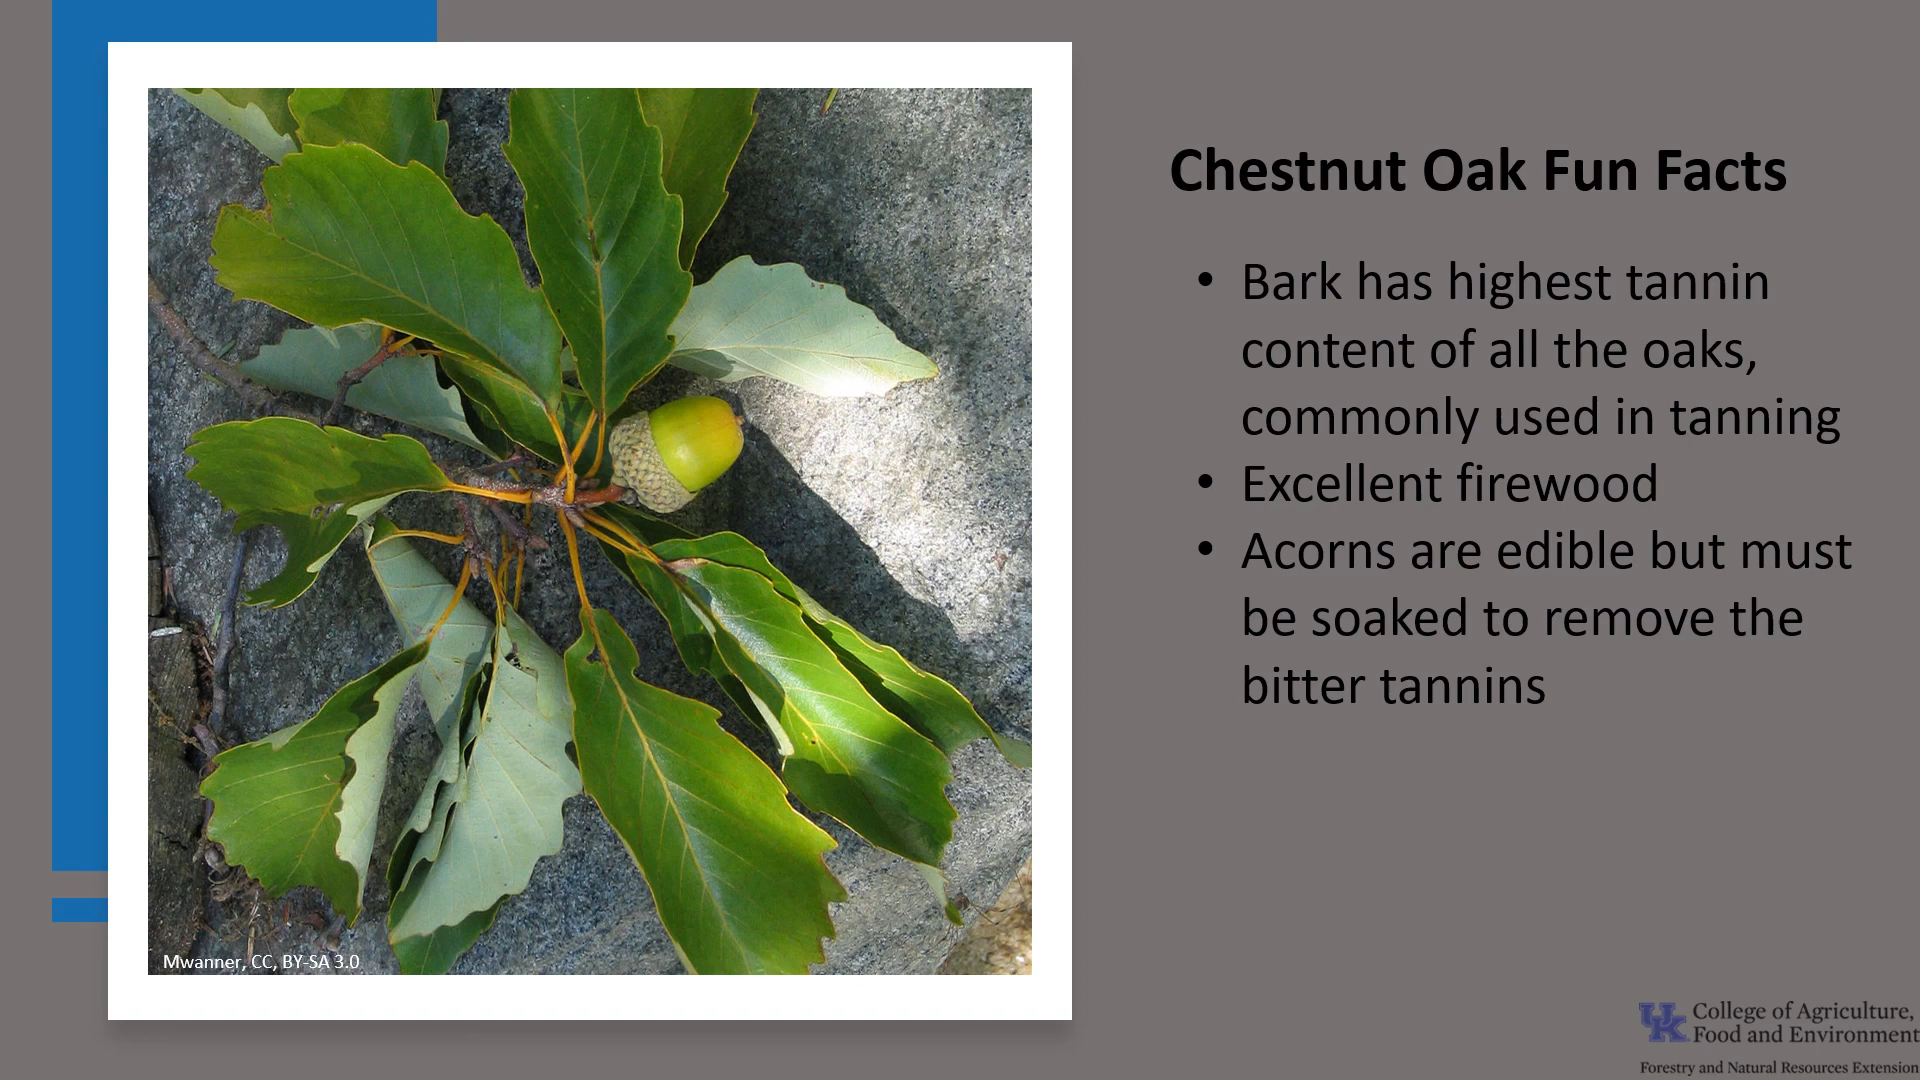 Chestnut Oak Fun Facts
• Bark has highest tannin
content of all the oaks,
commonly used in tanning
• Excellent firewood
• Acorns are edible but must
be soaked to remove the
bitter tannins
Mwanner, CC, BY-SA 3.0
UK College of Agriculture,
Food and Environment
Forestry and Natural Resources Extension